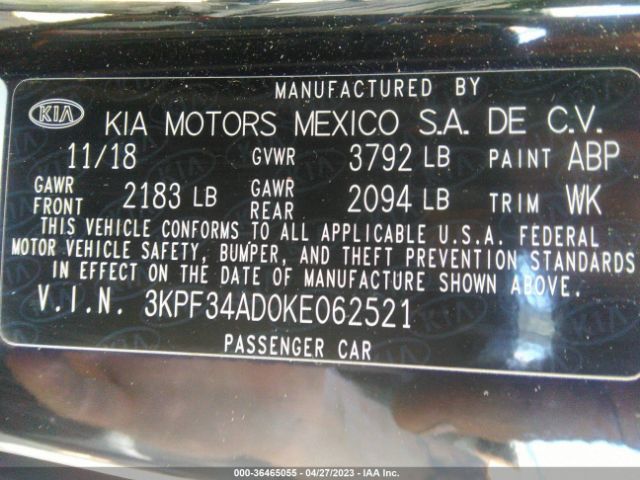 MANUFACTURED BY
KIA KIA MOTORS MEXICO S.A. DE C.V.
11/18 GVWR 3792 LB PAINT ABP
GAWR FRONT 2183 LB GAWR REAR 2094 LB TRIM WK
THIS VEHICLE CONFORMS TO ALL APPLICABLE U.S.A. FEDERAL
MOTOR VEHICLE SAFETY, BUMPER, AND THEFT PREVENTION STANDARDS
IN EFFECT ON THE DATE OF MANUFACTURE SHOWN ABOVE.
V.I.N. 3KPF34AD0KE062521
PASSENGER CAR
000-36465055 - 04/27/2023 - IAA Inc.